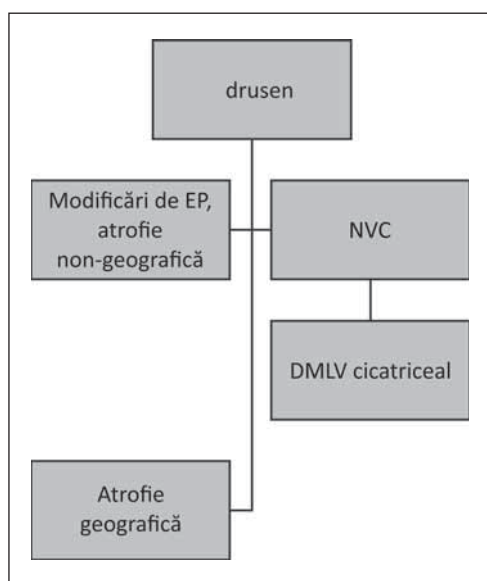 drusen
Modificări de EP,
atrofie
non-geografică
NVC
DMLV cicatriceal
Atrofie
geografică